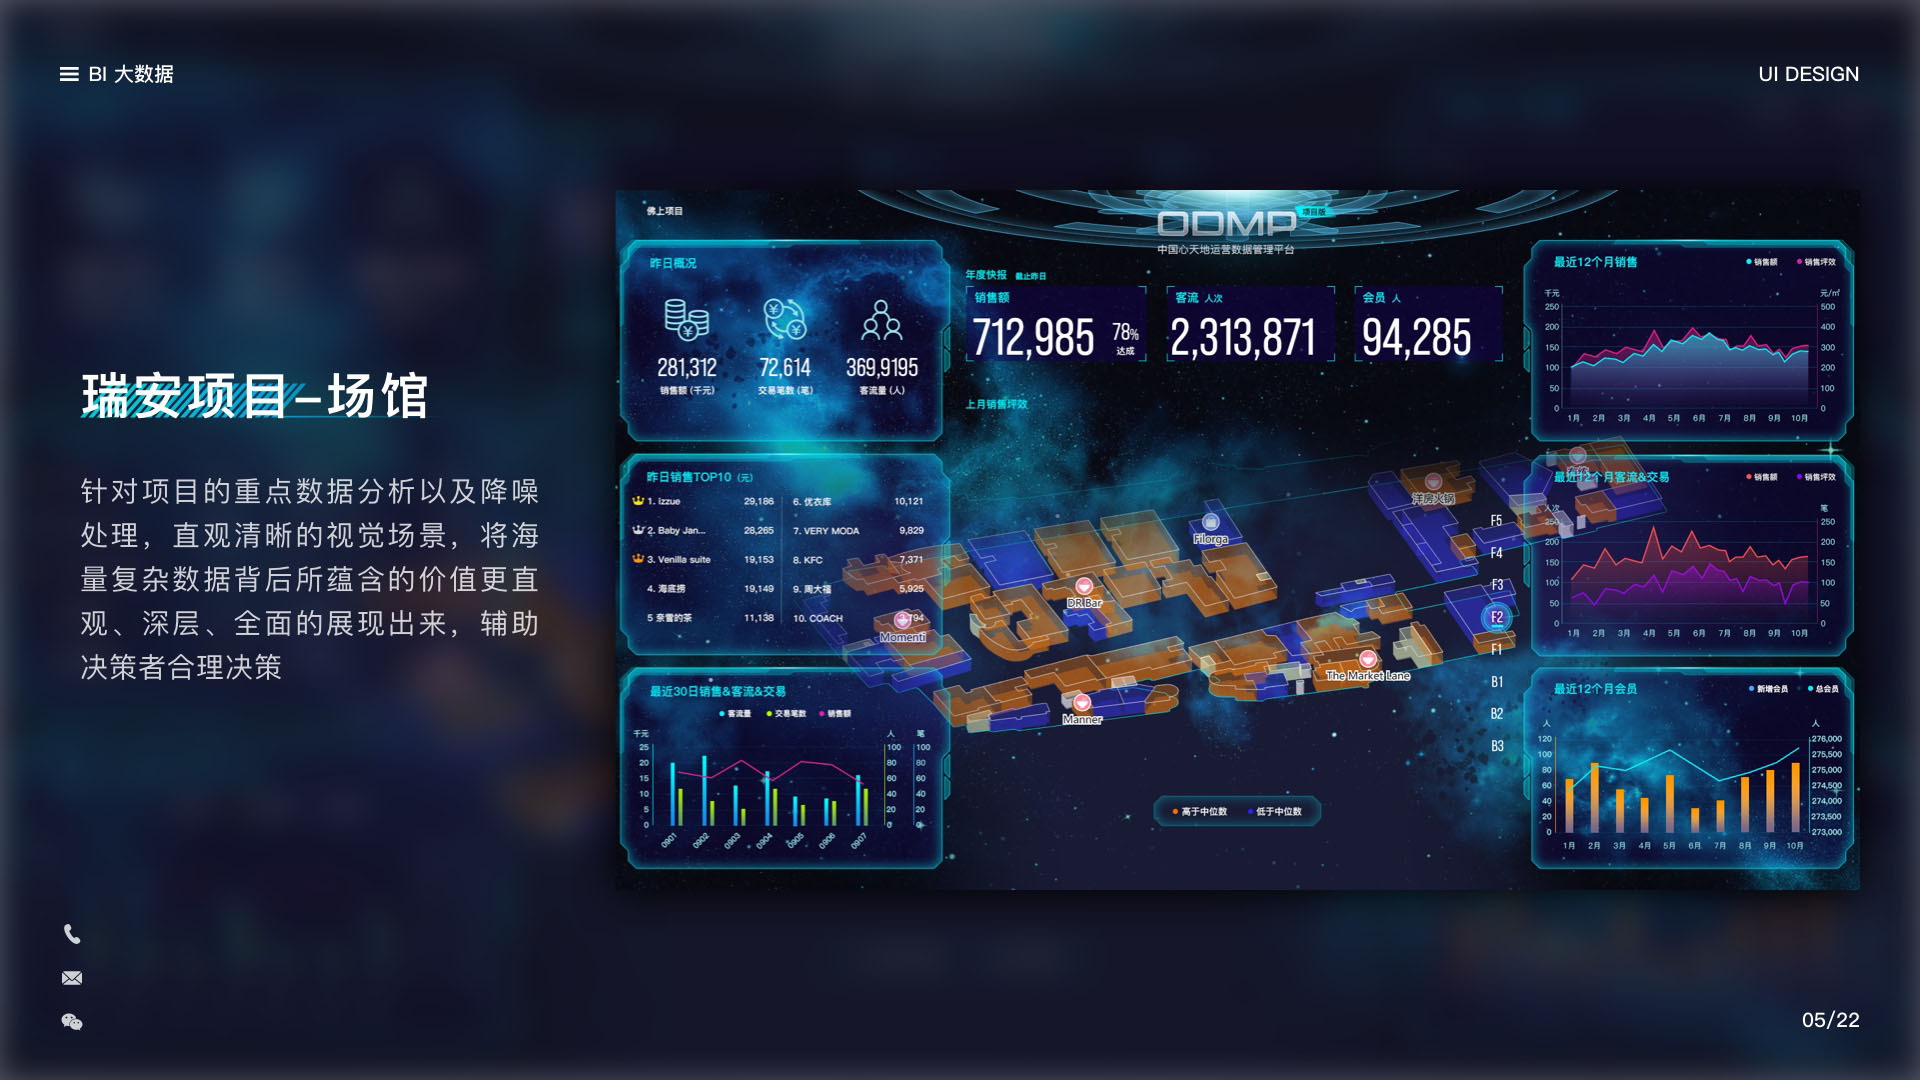 BI 大数据
UI DESIGN
瑞安项目–场馆
针对项目的重点数据分析以及降噪
处理，直观清晰的视觉场景，将海
量复杂数据背后所蕴含的价值更直
观、深层、全面的展现出来，辅助
决策者合理决策
佛上项目
ODMP 项目版
中国心天地运营数据管理平台
昨日概况
281,312
销售额 (千元)
72,614
交易笔数 (笔)
369,9195
客流量 (人)
昨日销售TOP10 (元)
1. izzue 29,186
2. Baby Jan... 28,265
3. Venilla suite 19,153
4. 海底捞 19,149
5 奈雪的茶 11,138
6. 优衣库 10,121
7. VERY MODA 9,829
8. KFC 7,371
9. 周大福 5,925
10. COACH 794
最近30日销售&客流&交易
客流量 交易笔数 销售额
千元 人 笔
25 100 100
20 80 80
15 60 60
10 40 40
5 20 20
0 0 0
0901 0902 0903 0904 0905 0906 0907
年度快报 截止昨日
销售额
712,985
78%
达成
客流 人次
2,313,871
会员 人
94,285
上月销售坪效
洋房火锅
Filorga
DR Bar
Momenti
The Market Lane
Manner
F5
F4
F3
F2
F1
B1
B2
B3
高于中位数 低于中位数
最近12个月销售
销售额 销售坪效
千元 元/㎡
250 500
200 400
150 300
100 200
50 100
0 0
1月 2月 3月 4月 5月 6月 7月 8月 9月 10月
最近12个月客流&交易
销售额 销售坪效
人次 笔
250 250
200 200
150 150
100 100
50 50
0 0
1月 2月 3月 4月 5月 6月 7月 8月 9月 10月
最近12个月会员
新增会员 总会员
人 人
120 276,000
100 275,500
80 275,000
60 274,500
40 274,000
20 273,500
0 273,000
1月 2月 3月 4月 5月 6月 7月 8月 9月 10月
05/22